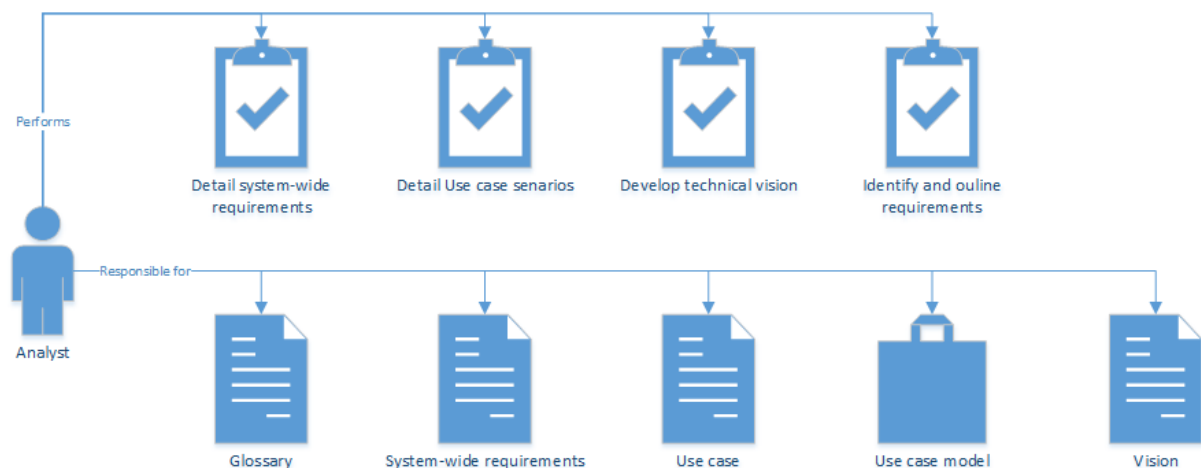 Performs
Detail system-wide
requirements
Detail Use case senarios
Develop technical vision
Identify and ouline
requirements
Responsible for
Analyst
Glossary
System-wide requirements
Use case
Use case model
Vision